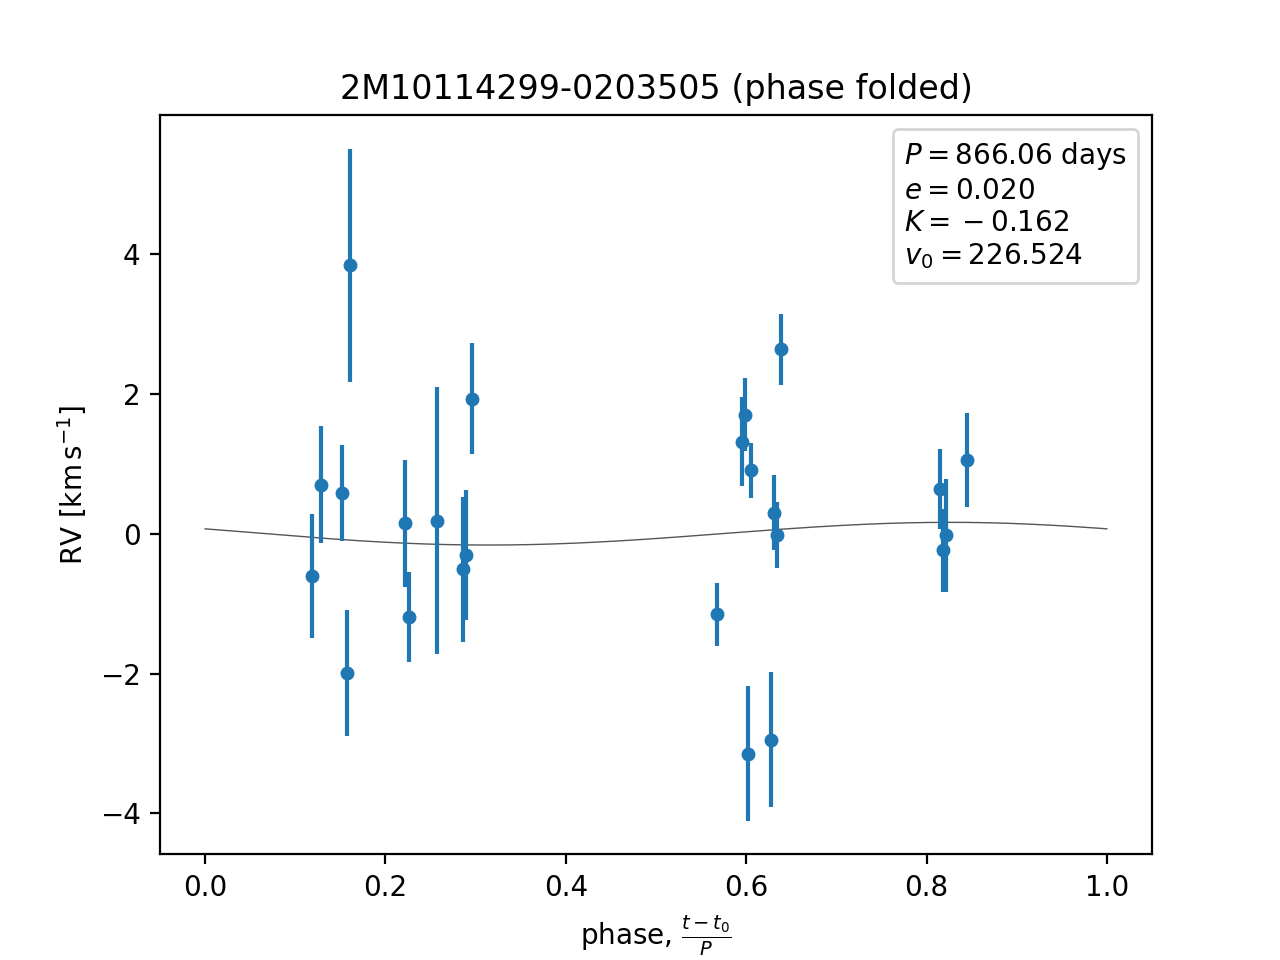 2M10114299-0203505 (phase folded)
P = 866.06 days
e = 0.020
K = −0.162
v₀ = 226.524
RV [km s⁻¹]
4
2
0
−2
−4
0.0 0.2 0.4 0.6 0.8 1.0
phase, (t − t₀)/P